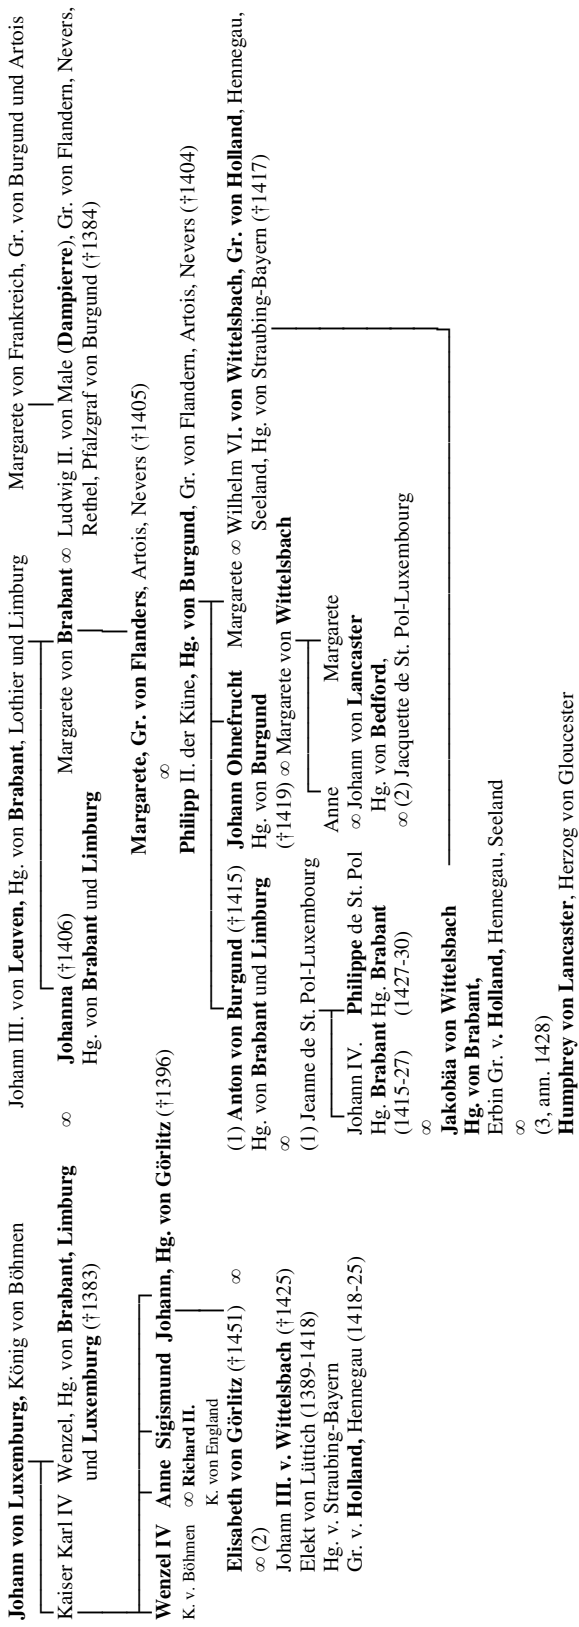 Johann von Luxemburg, König von Böhmen
Johann III. von Leuven, Hg. von Brabant, Lothier und Limburg
Margarete von Frankreich, Gr. von Burgund und Artois
Kaiser Karl IV
Wenzel, Hg. von Brabant, Limburg
und Luxemburg (†1383)
∞
Johanna (†1406)
Hg. von Brabant und Limburg
Margarete von Brabant ∞ Ludwig II. von Male (Dampierre), Gr. von Flandern, Nevers,
Rethel, Pfalzgraf von Burgund (†1384)
Margarete, Gr. von Flanders, Artois, Nevers (†1405)
∞
Philipp II. der Küne, Hg. von Burgund, Gr. von Flandern, Artois, Nevers (†1404)
Wenzel IV
K. v. Böhmen
Anne
∞ Richard II.
K. von England
Sigismund
Johann, Hg. von Görlitz (†1396)
Elisabeth von Görlitz (†1451) ∞
∞ (2)
Johann III. v. Wittelsbach (†1425)
Elekt von Lüttich (1389-1418)
Hg. v. Straubing-Bayern
Gr. v. Holland, Hennegau (1418-25)
(1) Anton von Burgund (†1415)
Hg. von Brabant und Limburg
∞
(1) Jeanne de St. Pol-Luxembourg
Johann Ohnefrucht
Hg. von Burgund
(†1419) ∞ Margarete von Wittelsbach
Margarete ∞ Wilhelm VI. von Wittelsbach, Gr. von Holland, Hennegau,
Seeland, Hg. von Straubing-Bayern (†1417)
Johann IV.
Hg. Brabant
(1415-27)
Philippe de St. Pol
Hg. Brabant
(1427-30)
Anne
∞ Johann von Lancaster
Hg. von Bedford,
∞ (2) Jacquette de St. Pol-Luxembourg
Margarete
∞
Jakobäa von Wittelsbach
Hg. von Brabant,
Erbin Gr. v. Holland, Hennegau, Seeland
∞
(3, ann. 1428)
Humphrey von Lancaster, Herzog von Gloucester